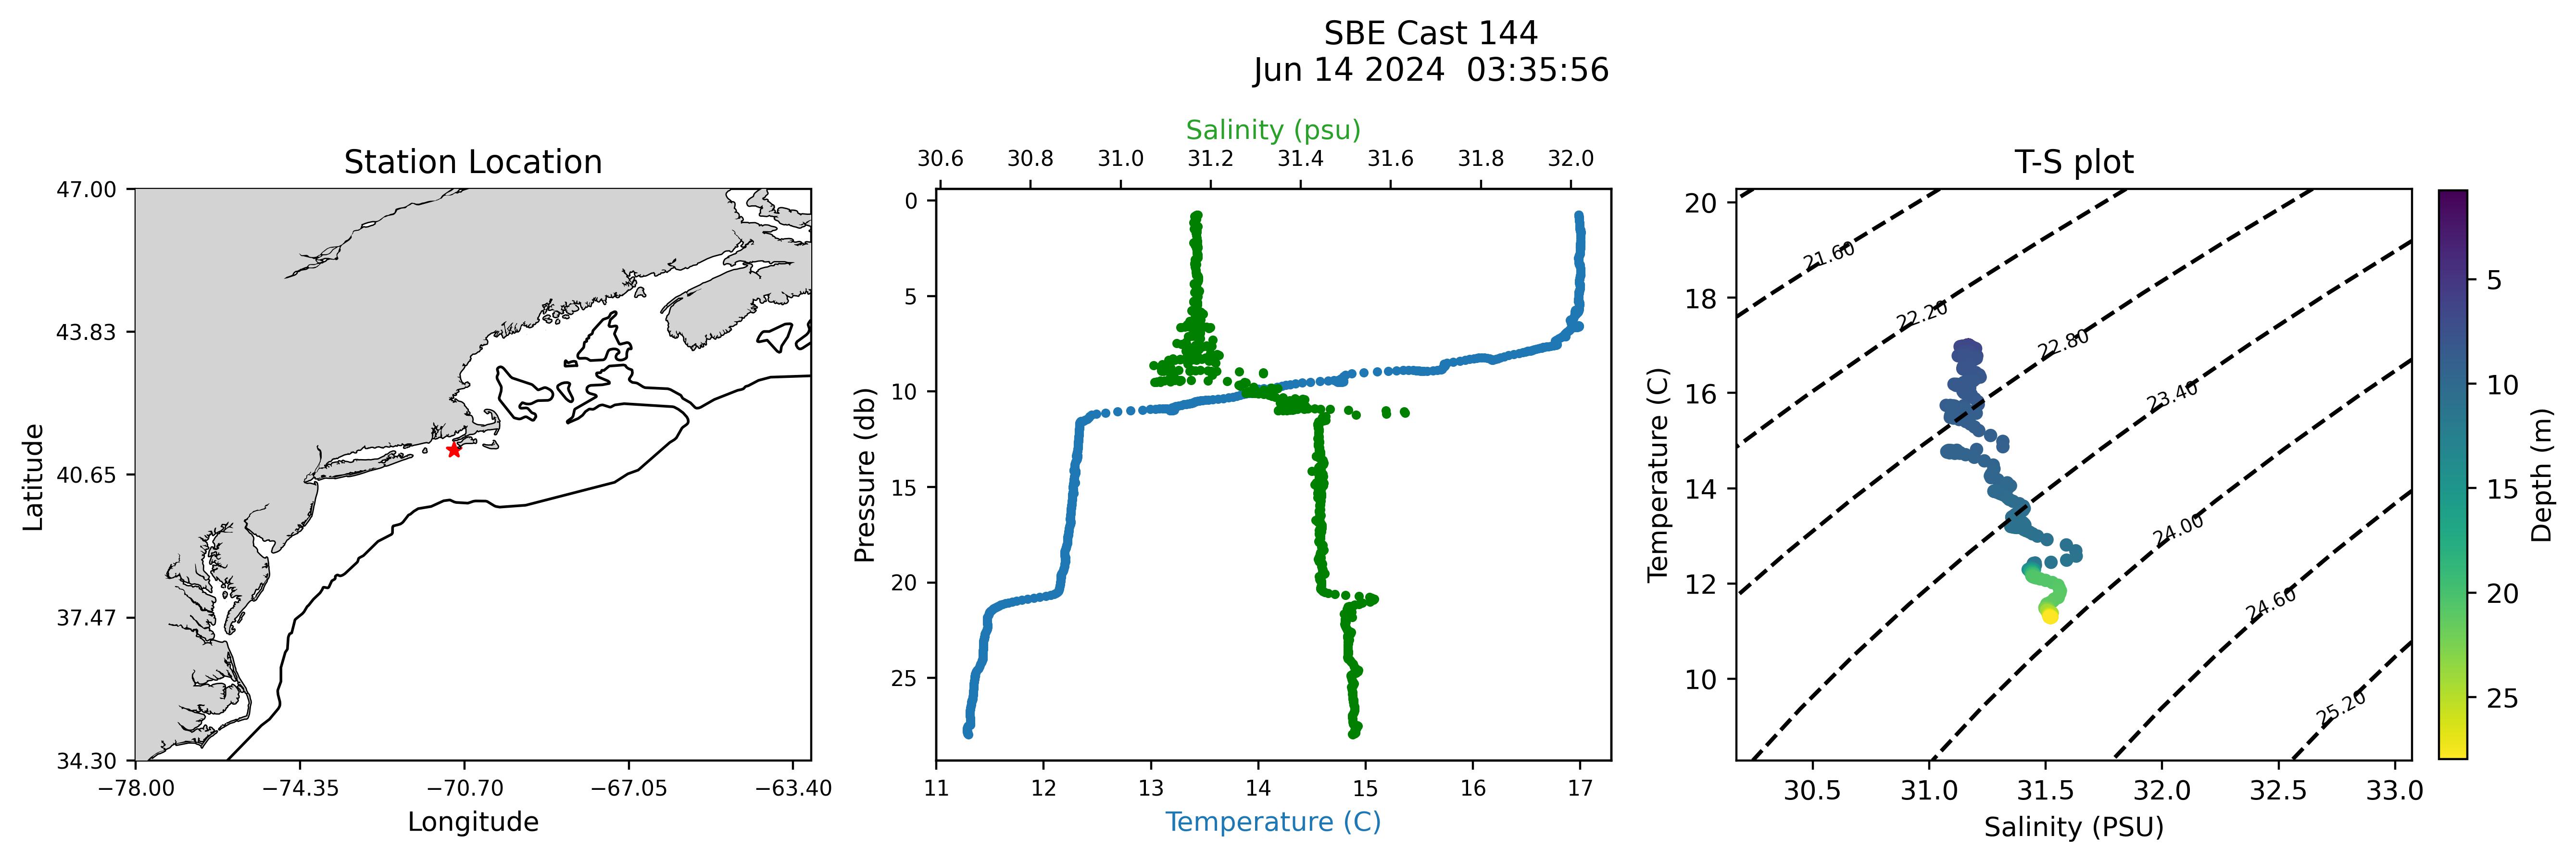 SBE Cast 144
Jun 14 2024  03:35:56
Station Location
47.00
43.83
40.65
37.47
34.30
Latitude
−78.00 −74.35 −70.70 −67.05 −63.40
Longitude
Salinity (psu)
30.6 30.8 31.0 31.2 31.4 31.6 31.8 32.0
0
5
10
15
20
25
Pressure (db)
11 12 13 14 15 16 17
Temperature (C)
T-S plot
20
18
16
14
12
10
Temperature (C)
21.60
22.20
22.80
23.40
24.00
24.60
25.20
30.5 31.0 31.5 32.0 32.5 33.0
Salinity (PSU)
5
10
15
20
25
Depth (m)